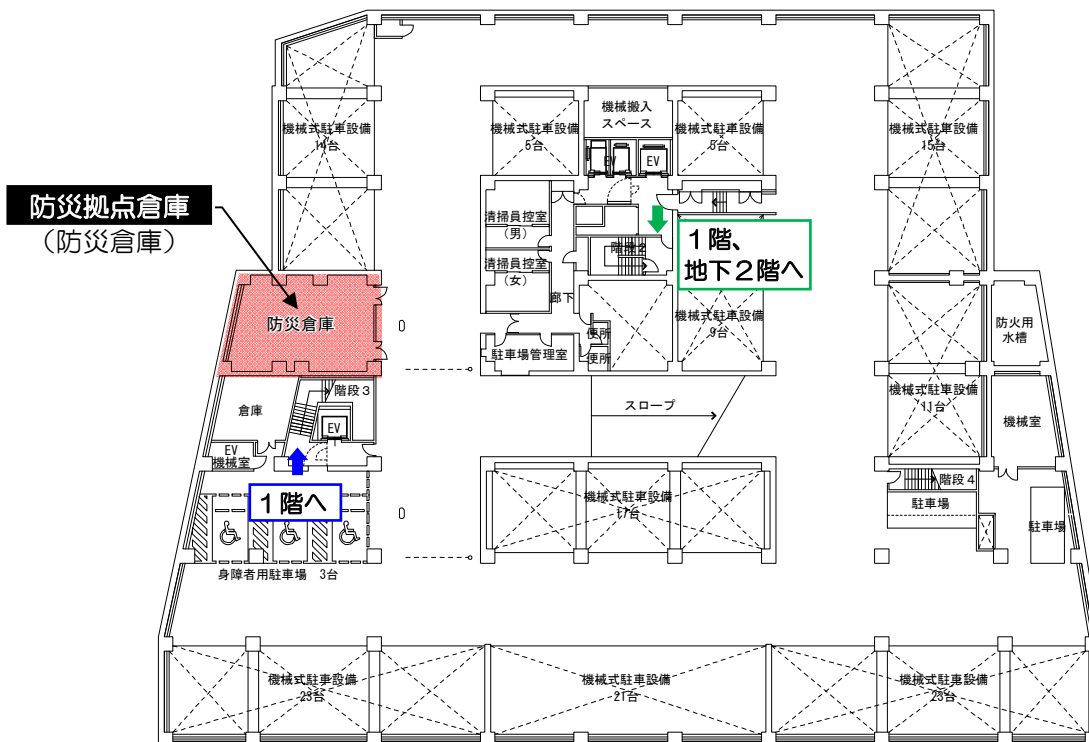 機械搬入
スペース
機械式駐車設備
14台
機械式駐車設備
5台
機械式駐車設備
5台
機械式駐車設備
15台
EV
EV
防災拠点倉庫
（防災倉庫）
清掃員控室
（男）
階段2
1階、
地下2階へ
清掃員控室
（女）
廊下
防災倉庫
機械式駐車設備
9台
防火用
水槽
便所
便所
駐車場管理室
階段3
スロープ
機械式駐車設備
11台
倉庫
EV
機械室
EV
機械室
1階へ
機械式駐車設備
17台
階段4
駐車場
駐車場
身障者用駐車場 3台
機械式駐車設備
23台
機械式駐車設備
21台
機械式駐車設備
23台